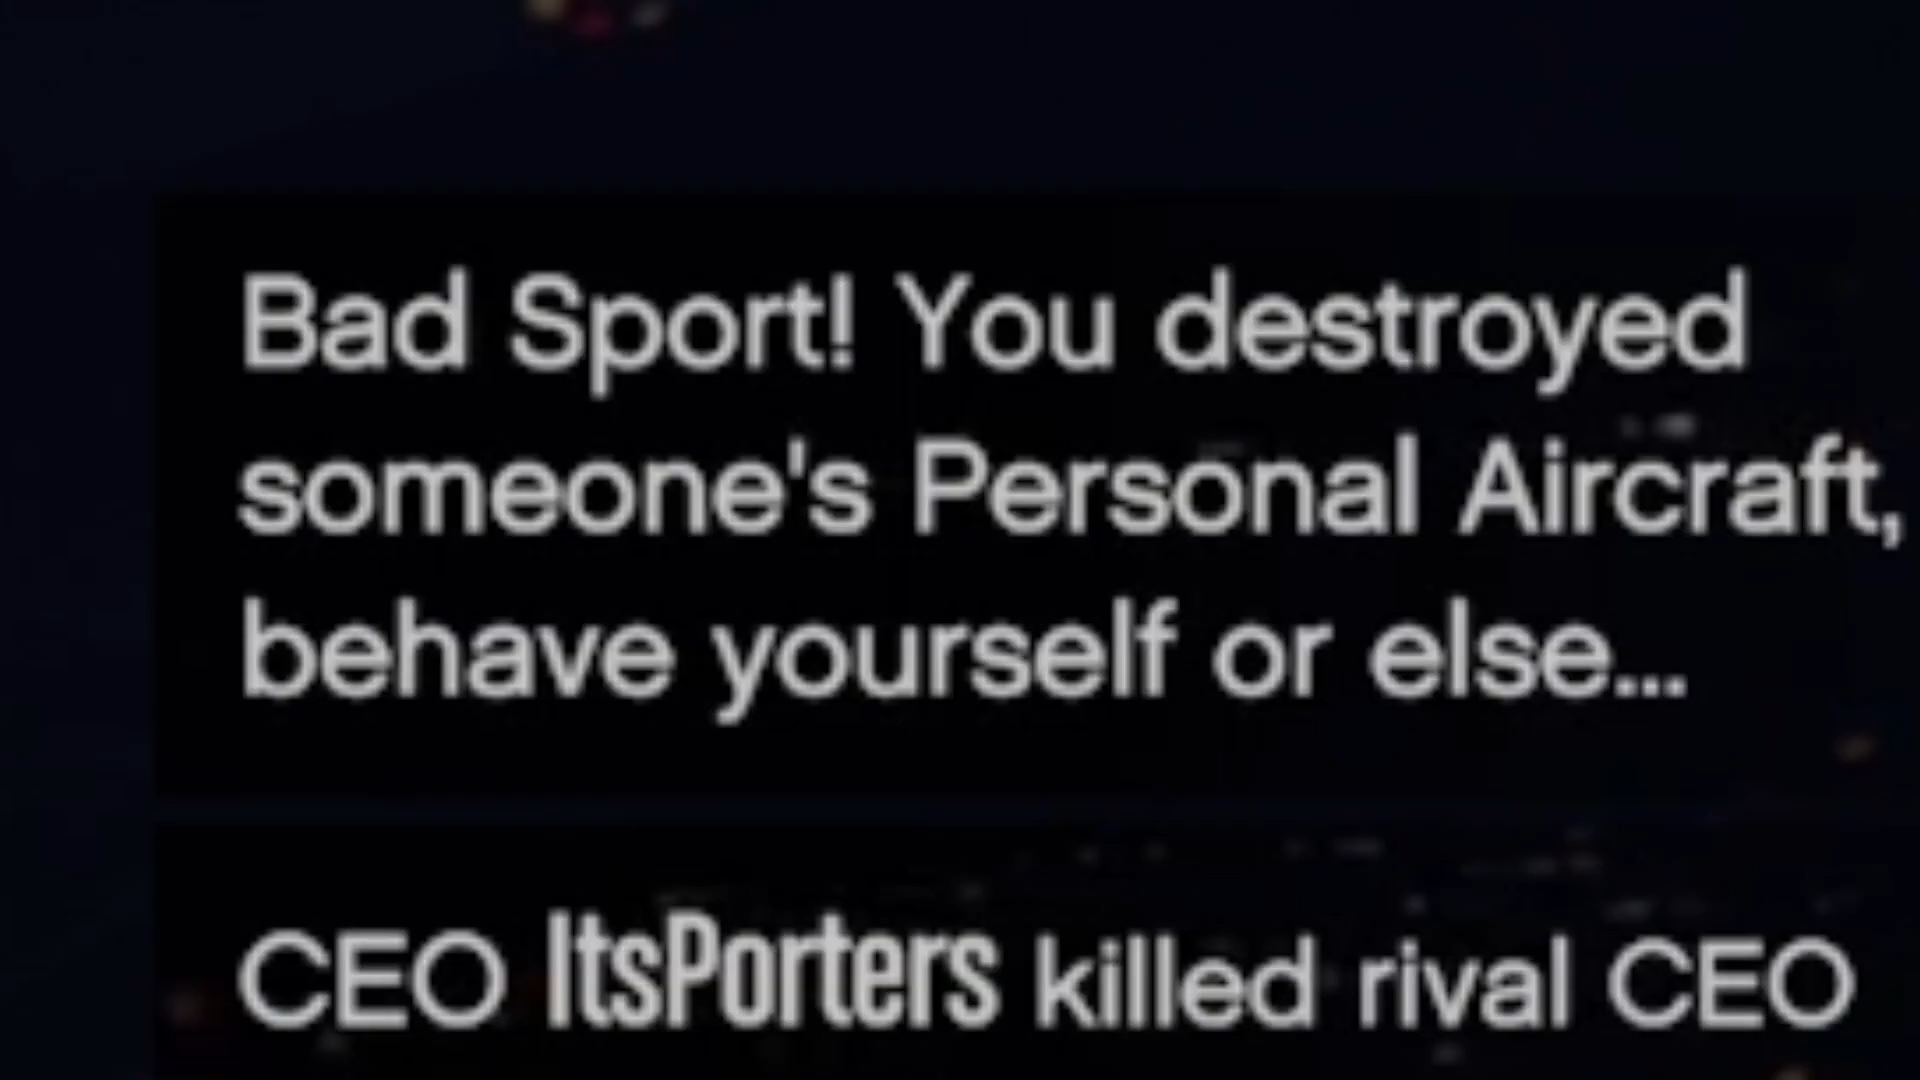 Bad Sport! You destroyed
someone's Personal Aircraft,
behave yourself or else...
CEO ItsPorters killed rival CEO